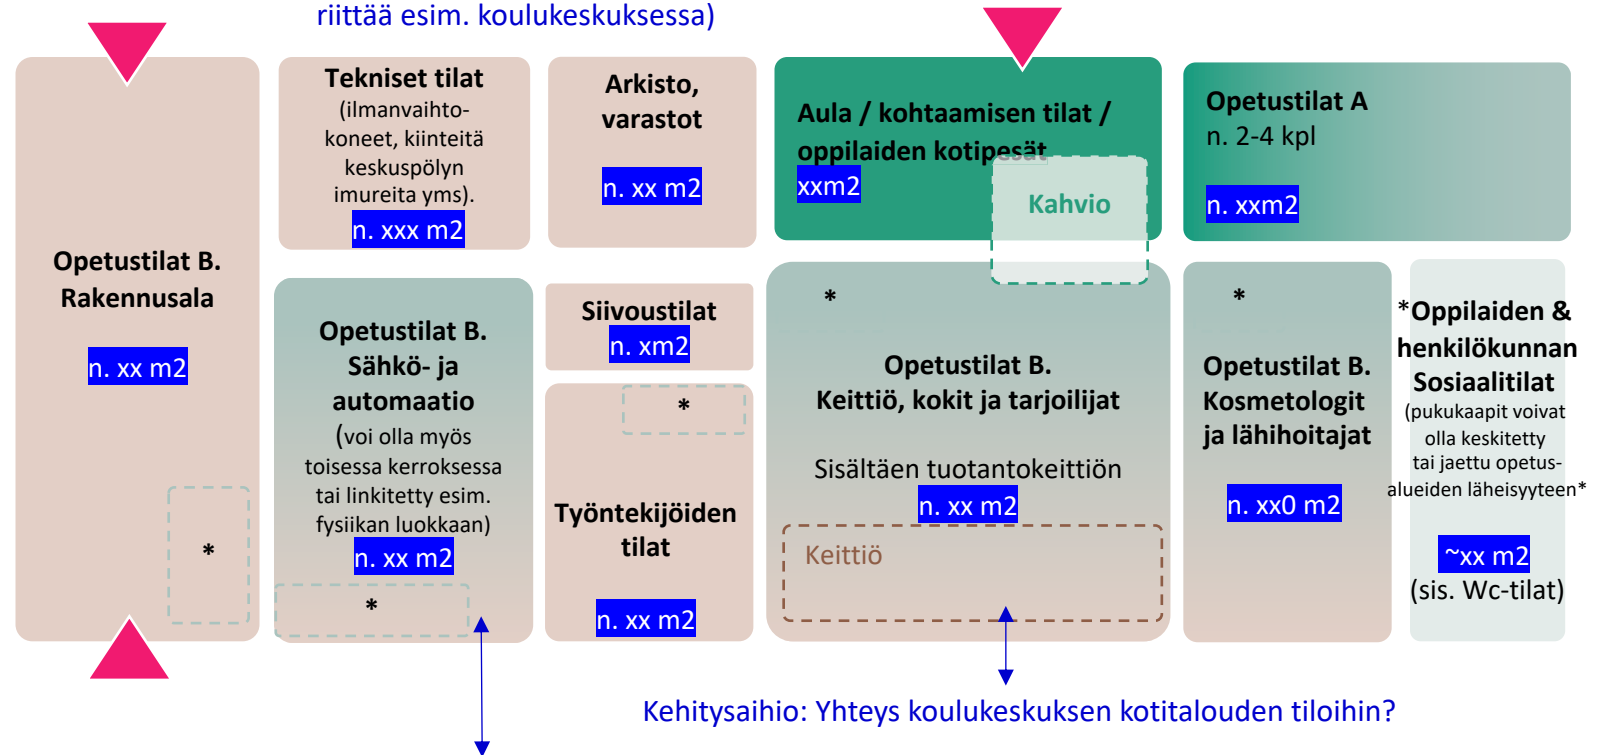 riittää esim. koulukeskuksessa)
Opetustilat B.
Rakennusala
n. xx m2
*
Tekniset tilat
(ilmanvaihto-
koneet, kiinteitä
keskuspölyn
imureita yms).
n. xxx m2
Opetustilat B.
Sähkö- ja
automaatio
(voi olla myös
toisessa kerroksessa
tai linkitetty esim.
fysiikan luokkaan)
n. xx m2
*
Arkisto,
varastot
n. xx m2
Siivoustilat
n. xm2
*
Työntekijöiden
tilat
n. xx m2
Aula / kohtaamisen tilat /
oppilaiden kotipesät
xxm2
Kahvio
*
Opetustilat B.
Keittiö, kokit ja tarjoilijat
Sisältäen tuotantokeittiön
n. xx m2
Keittiö
Opetustilat A
n. 2-4 kpl
n. xxm2
*
Opetustilat B.
Kosmetologit
ja lähihoitajat
n. xx0 m2
*Oppilaiden &
henkilökunnan
Sosiaalitilat
(pukukaapit voivat
olla keskitetty
tai jaettu opetus-
alueiden läheisyyteen*
~xx m2
(sis. Wc-tilat)
Kehitysaihio: Yhteys koulukeskuksen kotitalouden tiloihin?